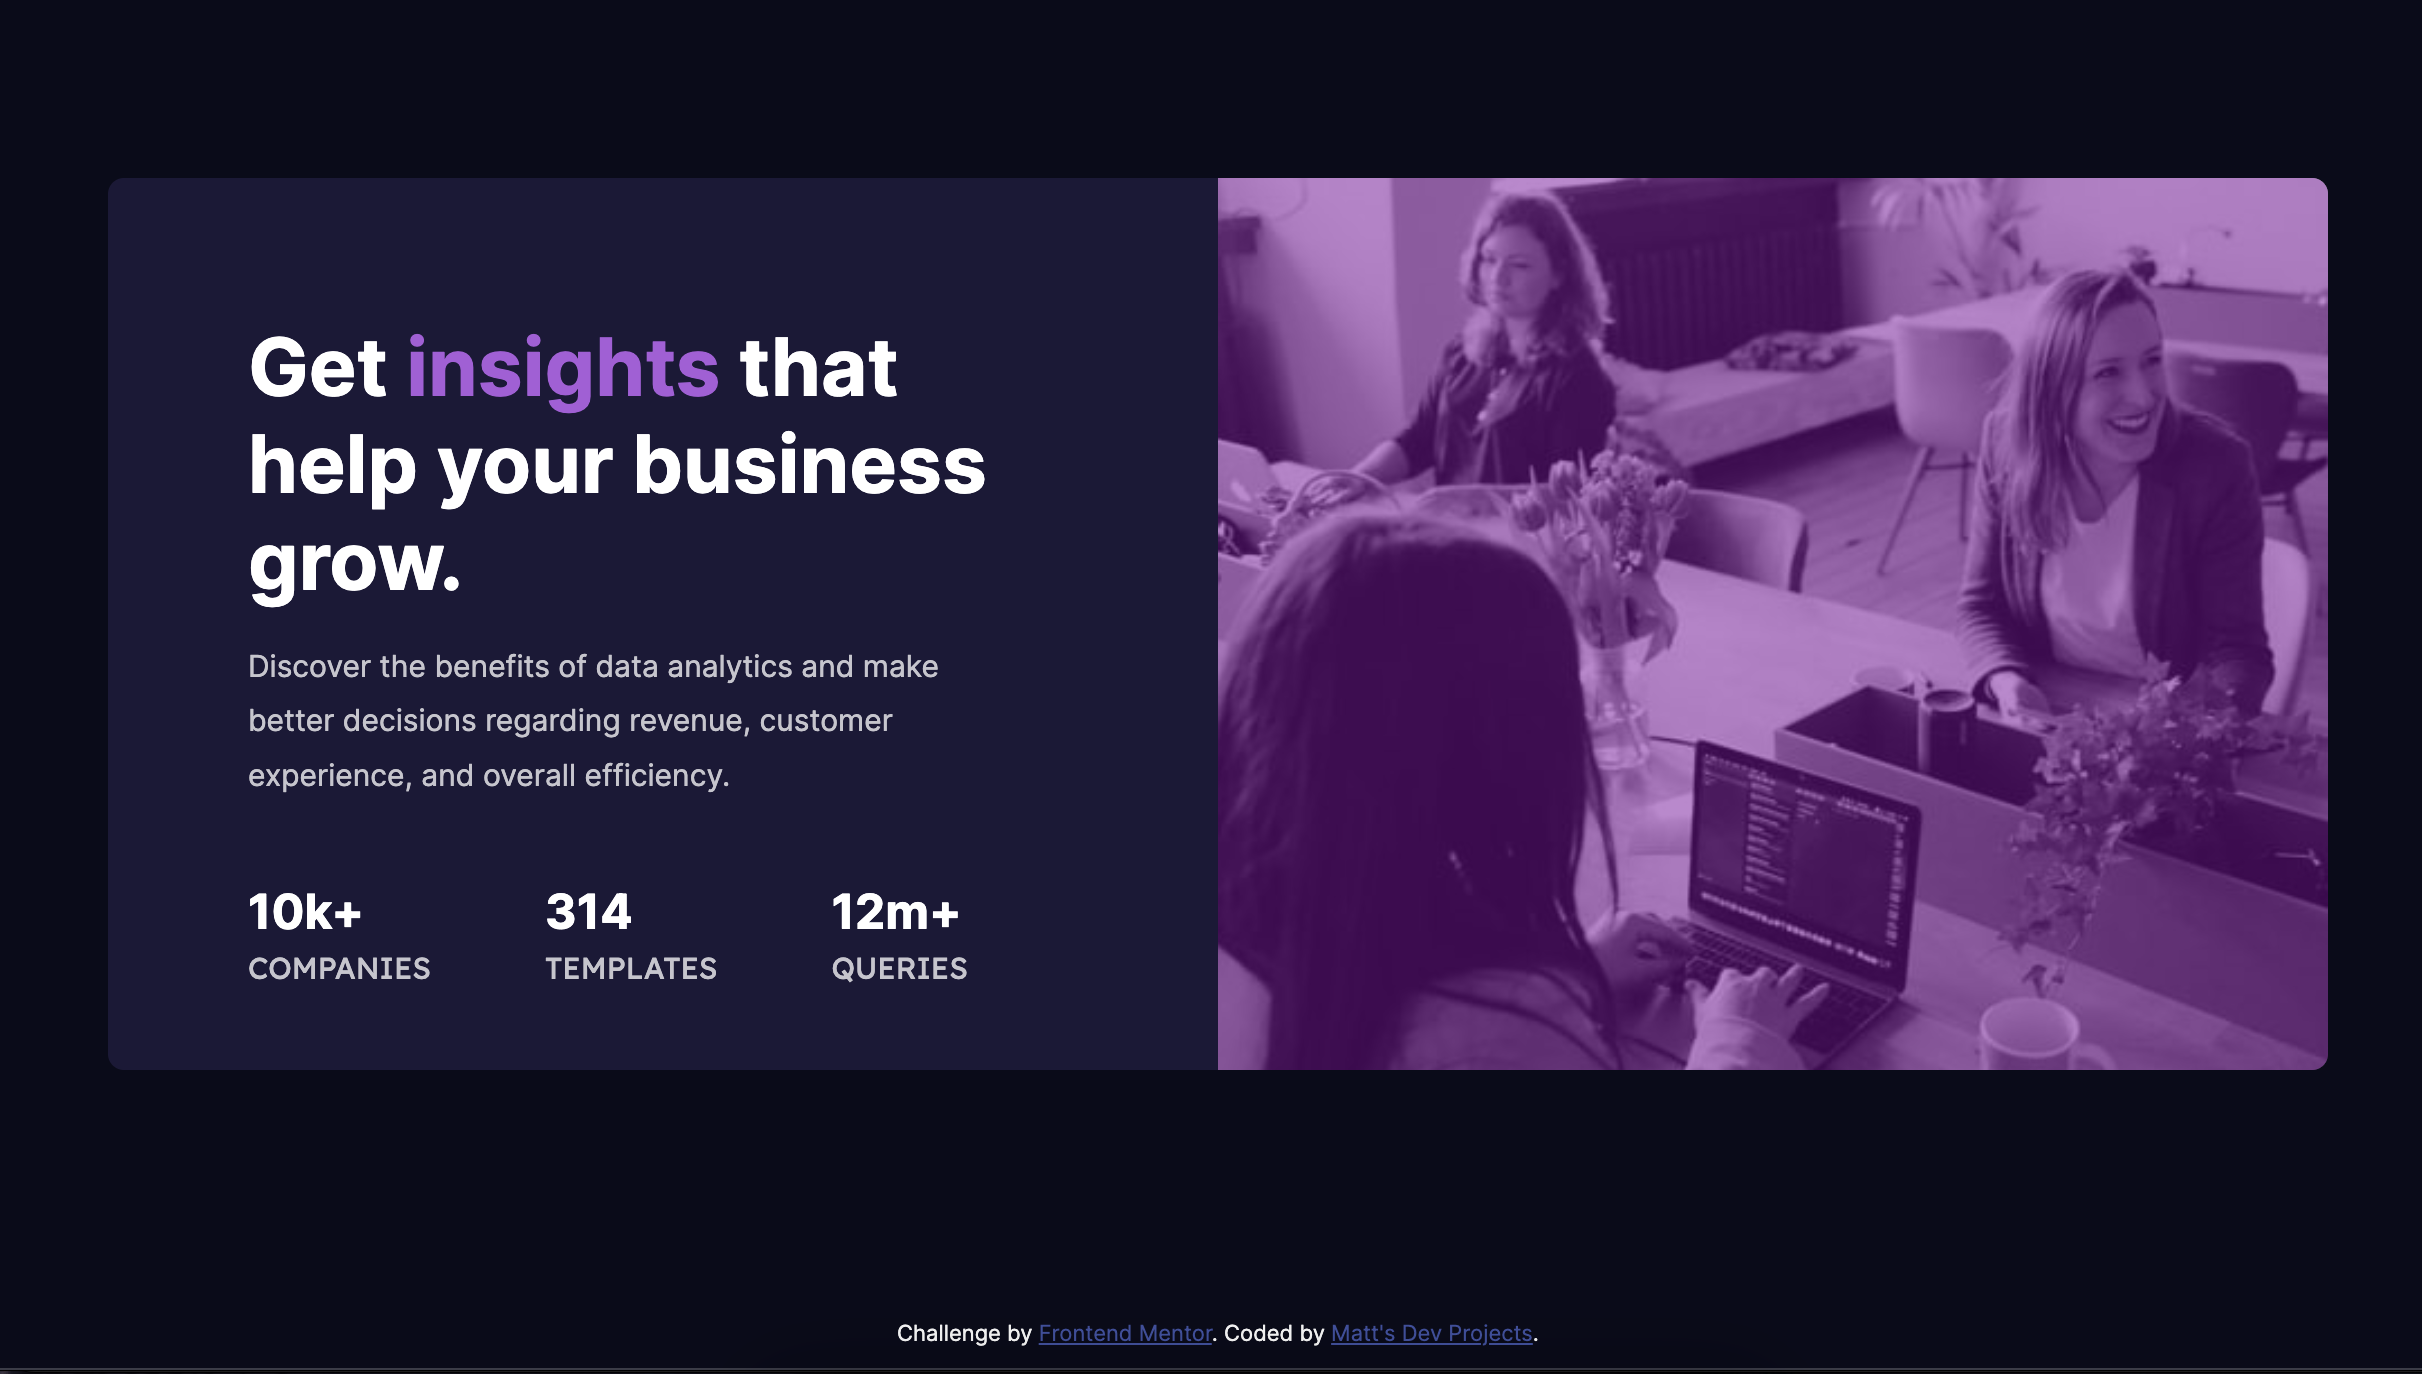 Get insights that
help your business
grow.
Discover the benefits of data analytics and make
better decisions regarding revenue, customer
experience, and overall efficiency.
10k+ 314 12m+
COMPANIES TEMPLATES QUERIES
Challenge by Frontend Mentor. Coded by Matt's Dev Projects.